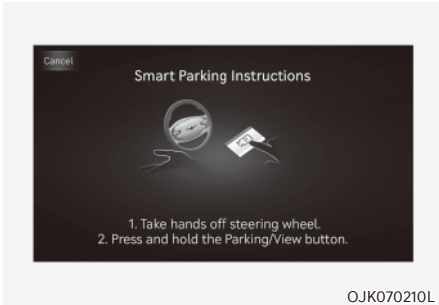 Cancel
Smart Parking Instructions
1. Take hands off steering wheel.
2. Press and hold the Parking/View button.
OJK070210L